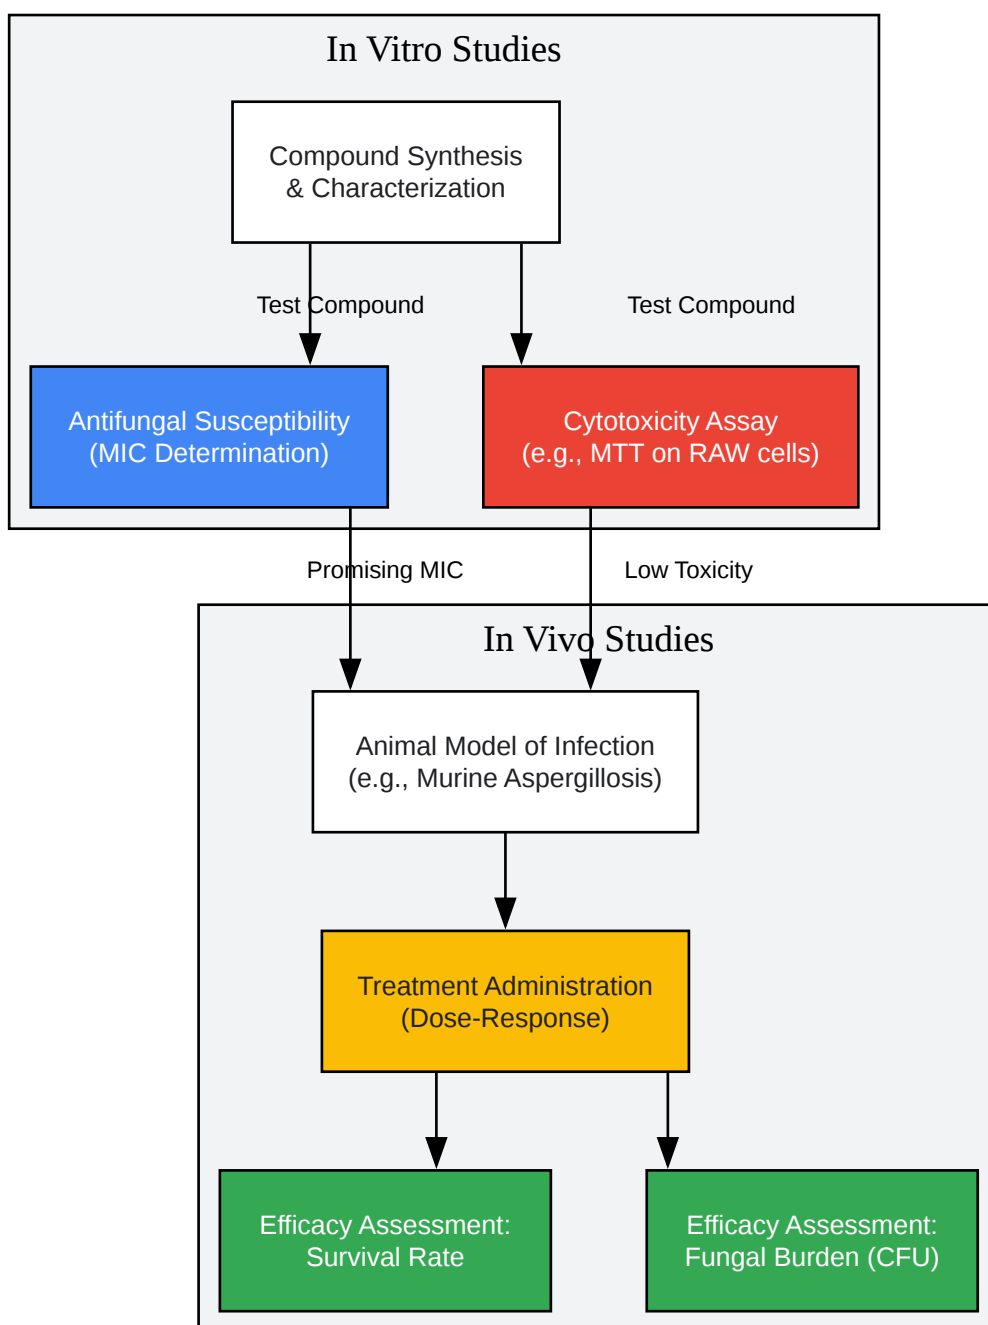 In Vitro Studies
Compound Synthesis
& Characterization
Test Compound
Test Compound
Antifungal Susceptibility
(MIC Determination)
Cytotoxicity Assay
(e.g., MTT on RAW cells)
Promising MIC
Low Toxicity
In Vivo Studies
Animal Model of Infection
(e.g., Murine Aspergillosis)
Treatment Administration
(Dose-Response)
Efficacy Assessment:
Survival Rate
Efficacy Assessment:
Fungal Burden (CFU)